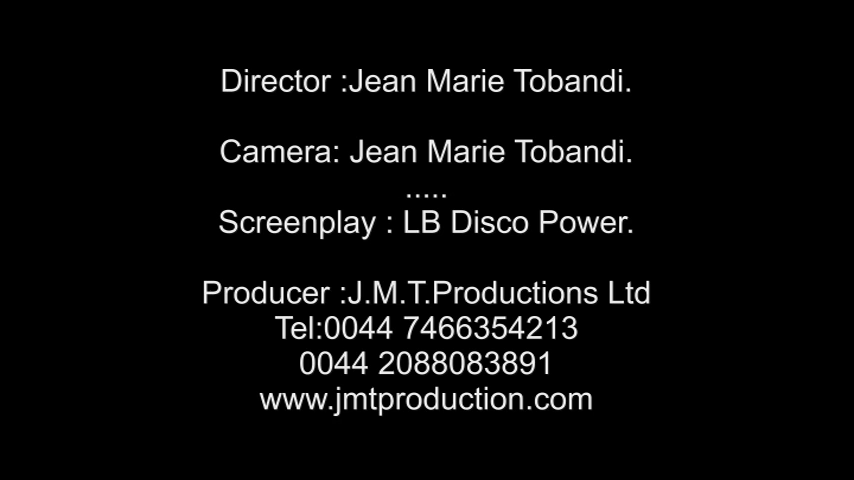 Director :Jean Marie Tobandi.
Camera: Jean Marie Tobandi.
.....
Screenplay : LB Disco Power.
Producer :J.M.T.Productions Ltd
Tel:0044 7466354213
0044 2088083891
www.jmtproduction.com